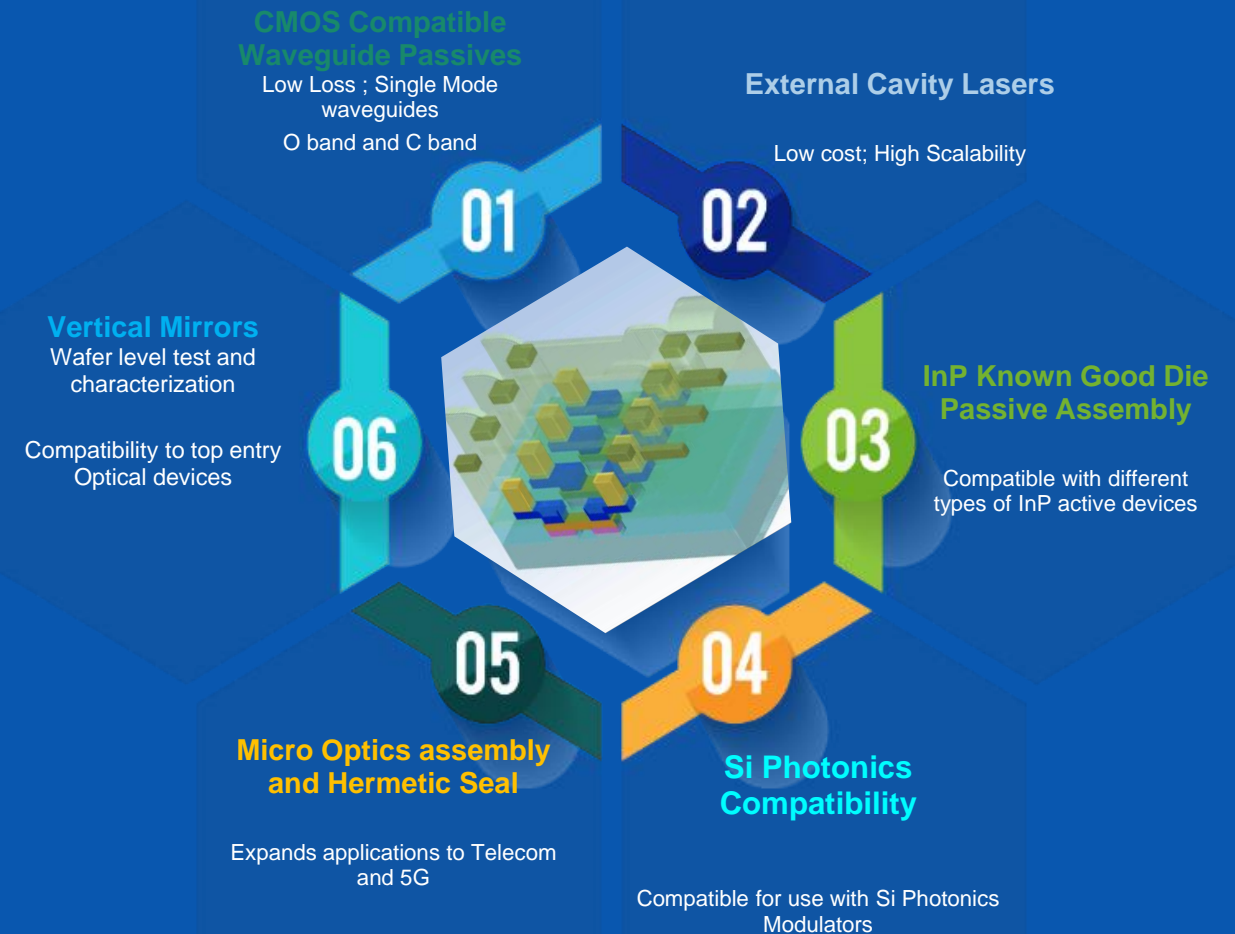 CMOS Compatible
Waveguide Passives
Low Loss ; Single Mode
waveguides
O band and C band
01
External Cavity Lasers
Low cost; High Scalability
02
InP Known Good Die
Passive Assembly
Compatible with different
types of InP active devices
03
04
Si Photonics
Compatibility
Compatible for use with Si Photonics
Modulators
05
Micro Optics assembly
and Hermetic Seal
Expands applications to Telecom
and 5G
Vertical Mirrors
Wafer level test and
characterization
Compatibility to top entry
Optical devices
06